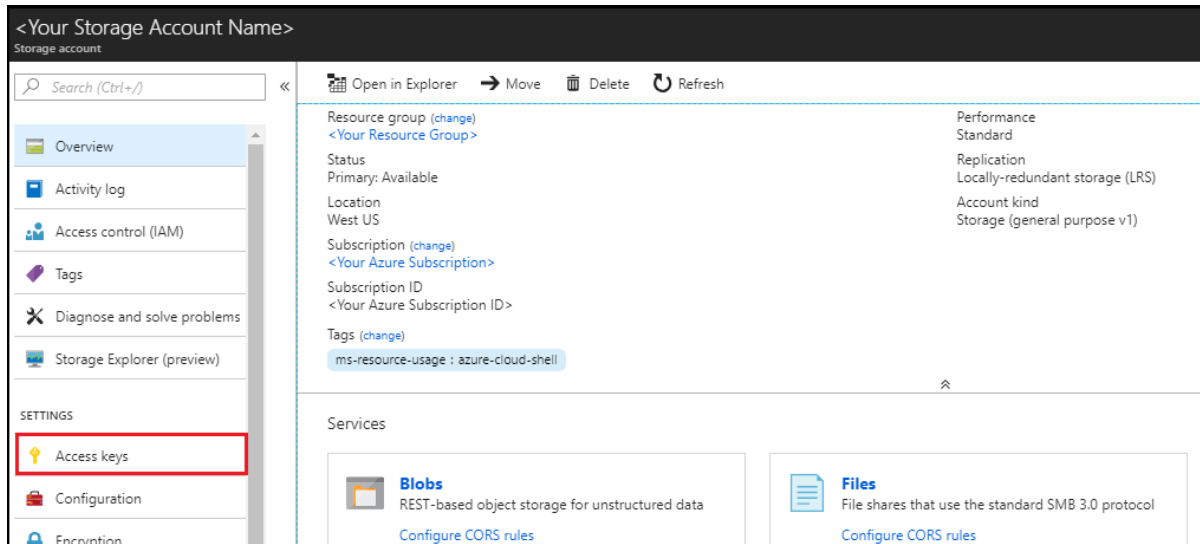 <Your Storage Account Name>
Storage account
Search (Ctrl+/)
«
Overview
Activity log
Access control (IAM)
Tags
Diagnose and solve problems
Storage Explorer (preview)
SETTINGS
Access keys
Configuration
Encryption
Open in Explorer Move Delete Refresh
Resource group (change)
<Your Resource Group>
Status
Primary: Available
Location
West US
Subscription (change)
<Your Azure Subscription>
Subscription ID
<Your Azure Subscription ID>
Tags (change)
ms-resource-usage : azure-cloud-shell
Performance
Standard
Replication
Locally-redundant storage (LRS)
Account kind
Storage (general purpose v1)
Services
Blobs
REST-based object storage for unstructured data
Configure CORS rules
Files
File shares that use the standard SMB 3.0 protocol
Configure CORS rules